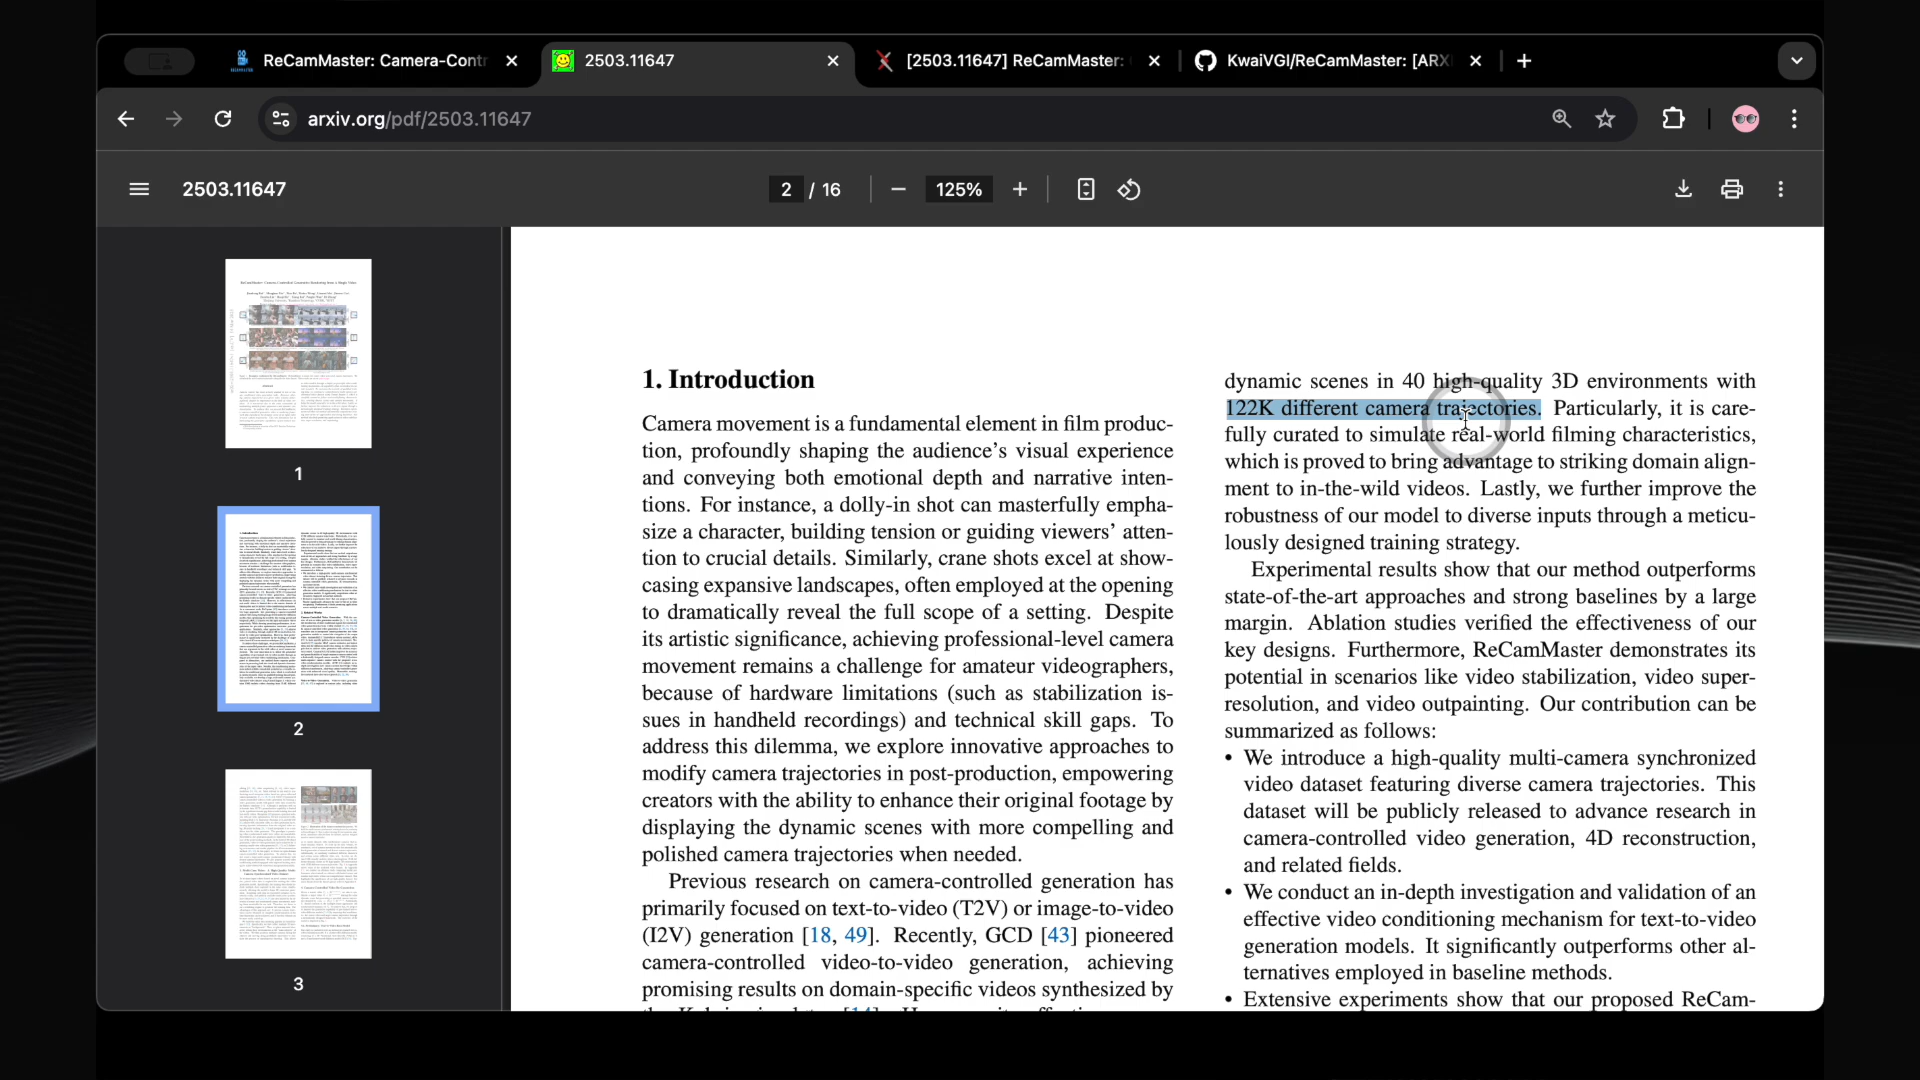 ReCamMaster: Camera-Contr
2503.11647
[2503.11647] ReCamMaster:
KwaiVGI/ReCamMaster: [ARX
arxiv.org/pdf/2503.11647
2503.11647
2 / 16
125%
1
2
3
1. Introduction
Camera movement is a fundamental element in film produc-
tion, profoundly shaping the audience's visual experience
and conveying both emotional depth and narrative inten-
tions. For instance, a dolly-in shot can masterfully empha-
size a character, building tension or guiding viewers' atten-
tion to crucial details. Similarly, crane shots excel at show-
casing expansive landscapes, often employed at the opening
to dramatically reveal the full scope of a setting. Despite
its artistic significance, achieving professional-level camera
movement remains a challenge for amateur videographers,
because of hardware limitations (such as stabilization is-
sues in handheld recordings) and technical skill gaps. To
address this dilemma, we explore innovative approaches to
modify camera trajectories in post-production, empowering
creators with the ability to enhance their original footage by
displaying the dynamic scenes with more compelling and
polished camera trajectories when needed.
Previous research on camera-controlled generation has
primarily focused on text-to-video (T2V) or image-to-video
(I2V) generation [18, 49]. Recently, GCD [43] pioneered
camera-controlled video-to-video generation, achieving
promising results on domain-specific videos synthesized by
dynamic scenes in 40 high-quality 3D environments with
122K different camera trajectories. Particularly, it is care-
fully curated to simulate real-world filming characteristics,
which is proved to bring advantage to striking domain align-
ment to in-the-wild videos. Lastly, we further improve the
robustness of our model to diverse inputs through a meticu-
lously designed training strategy.
Experimental results show that our method outperforms
state-of-the-art approaches and strong baselines by a large
margin. Ablation studies verified the effectiveness of our
key designs. Furthermore, ReCamMaster demonstrates its
potential in scenarios like video stabilization, video super-
resolution, and video outpainting. Our contribution can be
summarized as follows:
• We introduce a high-quality multi-camera synchronized
video dataset featuring diverse camera trajectories. This
dataset will be publicly released to advance research in
camera-controlled video generation, 4D reconstruction,
and related fields.
• We conduct an in-depth investigation and validation of an
effective video conditioning mechanism for text-to-video
generation models. It significantly outperforms other al-
ternatives employed in baseline methods.
• Extensive experiments show that our proposed ReCam-